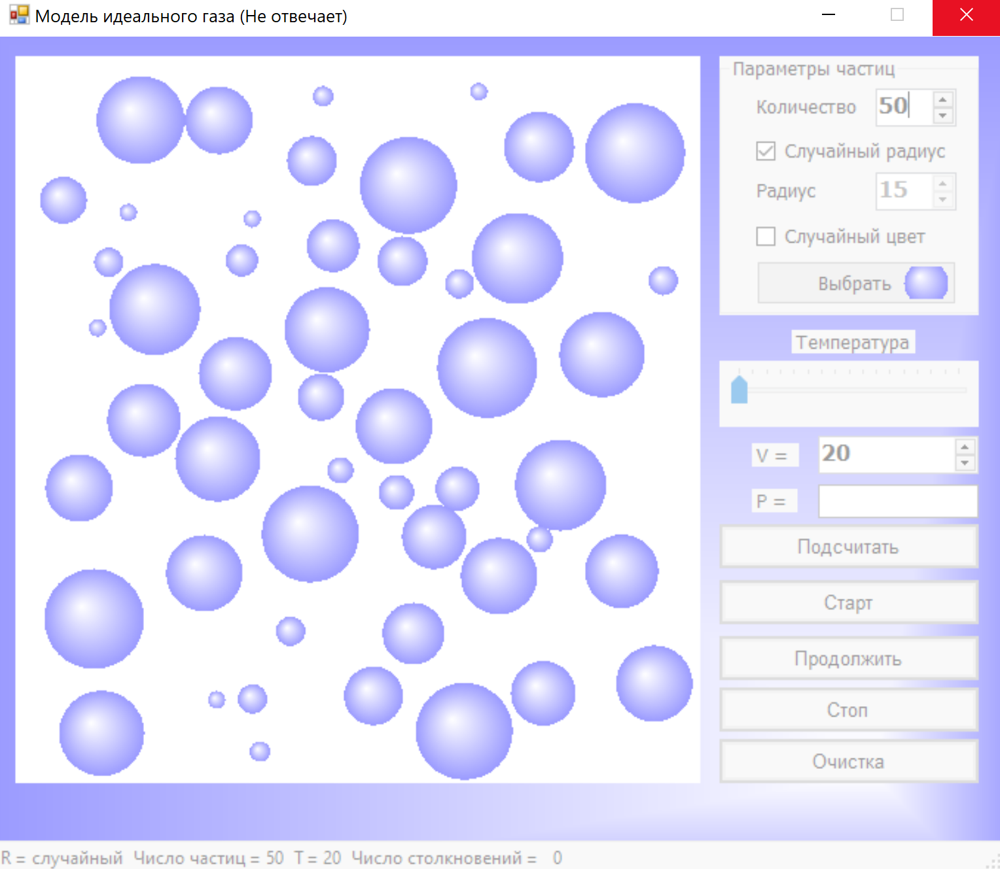 Модель идеального газа (Не отвечает)
Параметры частиц
Количество 50
Случайный радиус
Радиус 15
Случайный цвет
Выбрать
Температура
V = 20
P =
Подсчитать
Старт
Продолжить
Стоп
Очистка
R = случайный Число частиц = 50 T = 20 Число столкновений = 0